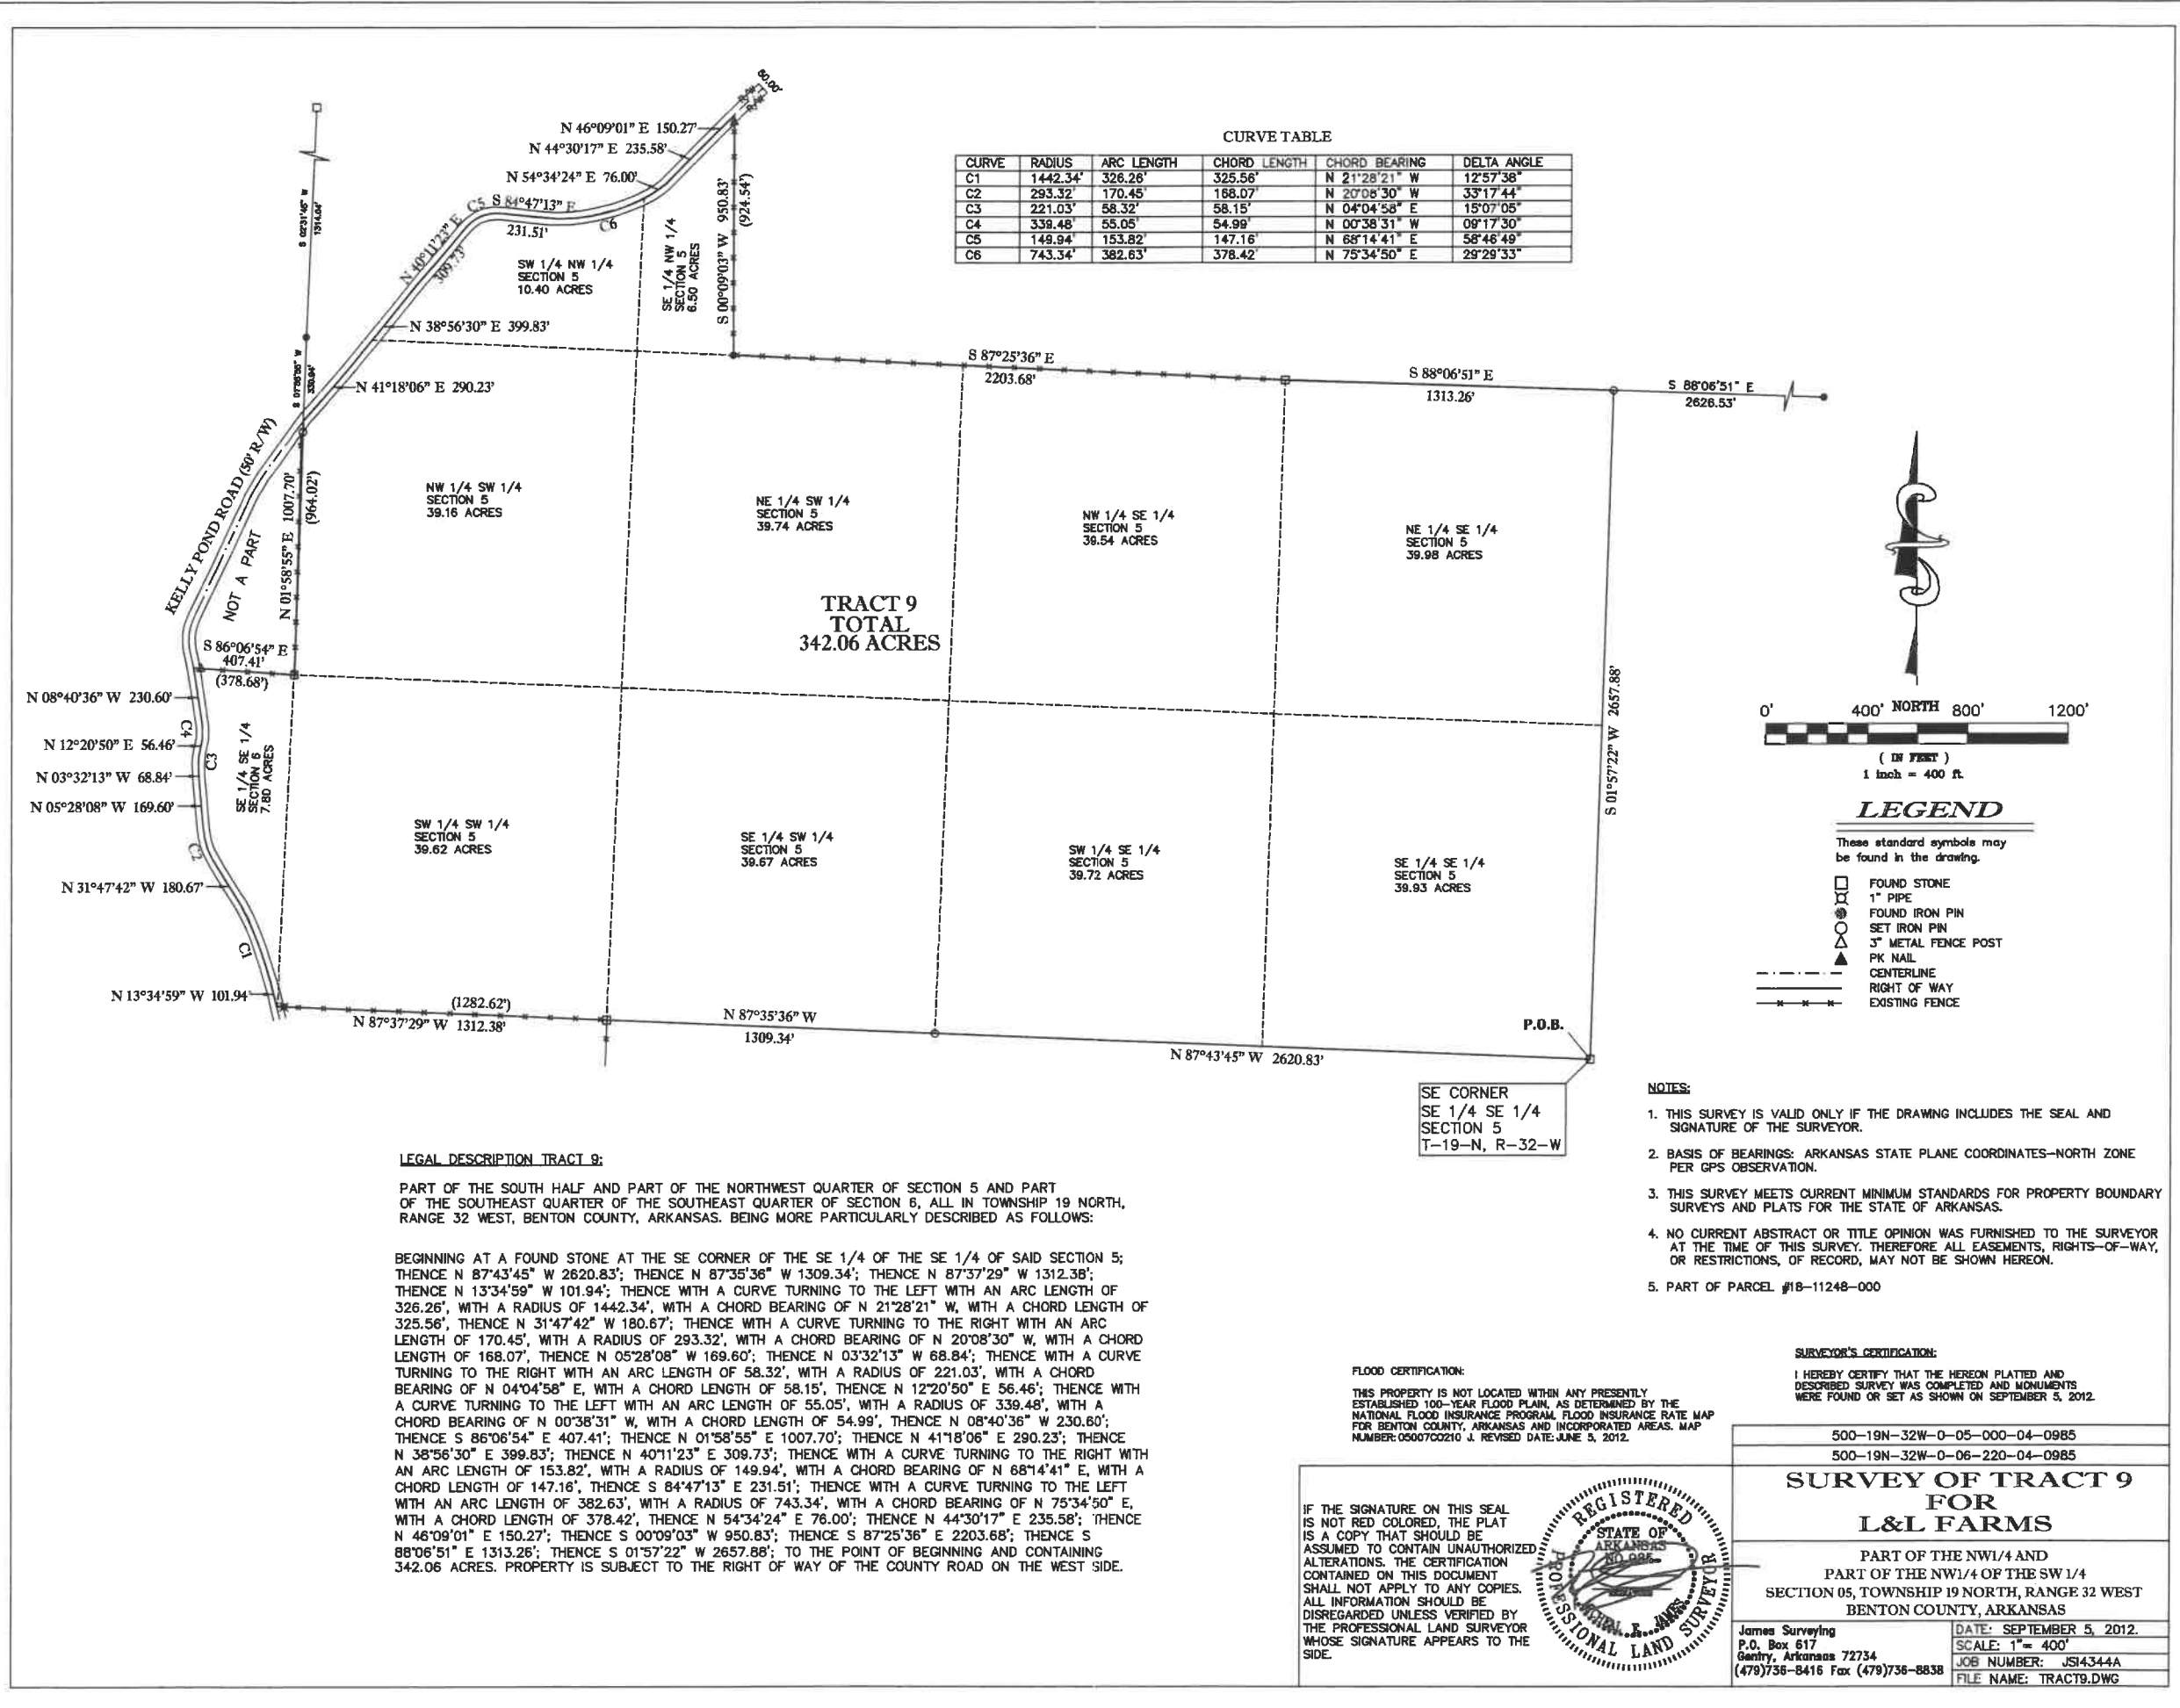 60.00'
N 46°09'01" E 150.27'
N 44°30'17" E 235.58'
N 54°34'24" E 76.00'
C5 S 84°47'13" E
231.51'
C6
N 40°11'23" E
309.73'
S 02°31'45" W
1314.04'
SW 1/4 NW 1/4
SECTION 5
10.40 ACRES
SE 1/4 NW 1/4
SECTION 5
6.50 ACRES
S 00°09'03" W 950.83'
(924.54')
N 38°56'30" E 399.83'
330.94'
N 41°18'06" E 290.23'
KELLY POND ROAD (50' R/W)
NOT A PART
N 01°58'55" E 1007.70'
(964.02')
S 87°25'36" E
2203.68'
S 88°06'51" E
1313.26'
S 88°06'51" E
2626.53'
CURVE TABLE
CURVE RADIUS ARC LENGTH CHORD LENGTH CHORD BEARING DELTA ANGLE
C1 1442.34' 326.26' 325.56' N 21°28'21" W 12°57'38"
C2 293.32' 170.45' 168.07' N 20°08'30" W 33°17'44"
C3 221.03' 58.32' 58.15' N 04°04'58" E 15°07'05"
C4 339.48' 55.05' 54.99' N 00°38'31" W 09°17'30"
C5 149.94' 153.82' 147.16' N 68°14'41" E 58°46'49"
C6 743.34' 382.63' 378.42' N 75°34'50" E 29°29'33"
NW 1/4 SW 1/4
SECTION 5
39.16 ACRES
NE 1/4 SW 1/4
SECTION 5
39.74 ACRES
NW 1/4 SE 1/4
SECTION 5
39.54 ACRES
NE 1/4 SE 1/4
SECTION 5
39.98 ACRES
TRACT 9
TOTAL
342.06 ACRES
S 86°06'54" E
407.41'
(378.68')
N 08°40'36" W 230.60'
C4
N 12°20'50" E 56.46'
C3
N 03°32'13" W 68.84'
N 05°28'08" W 169.60'
C2
N 31°47'42" W 180.67'
C1
N 13°34'59" W 101.94'
SE 1/4 SE 1/4
SECTION 6
7.80 ACRES
SW 1/4 SW 1/4
SECTION 5
39.62 ACRES
SE 1/4 SW 1/4
SECTION 5
39.67 ACRES
SW 1/4 SE 1/4
SECTION 5
39.72 ACRES
SE 1/4 SE 1/4
SECTION 5
39.93 ACRES
S 01°57'22" W 2657.88'
(1282.62')
N 87°37'29" W 1312.38'
N 87°35'36" W
1309.34'
N 87°43'45" W 2620.83'
P.O.B.
SE CORNER
SE 1/4 SE 1/4
SECTION 5
T-19-N, R-32-W
0' 400' NORTH 800' 1200'
( IN FEET )
1 inch = 400 ft.
LEGEND
These standard symbols may
be found in the drawing.
FOUND STONE
1" PIPE
FOUND IRON PIN
SET IRON PIN
3" METAL FENCE POST
PK NAIL
CENTERLINE
RIGHT OF WAY
EXISTING FENCE
NOTES:
1. THIS SURVEY IS VALID ONLY IF THE DRAWING INCLUDES THE SEAL AND
SIGNATURE OF THE SURVEYOR.
2. BASIS OF BEARINGS: ARKANSAS STATE PLANE COORDINATES-NORTH ZONE
PER GPS OBSERVATION.
3. THIS SURVEY MEETS CURRENT MINIMUM STANDARDS FOR PROPERTY BOUNDARY
SURVEYS AND PLATS FOR THE STATE OF ARKANSAS.
4. NO CURRENT ABSTRACT OR TITLE OPINION WAS FURNISHED TO THE SURVEYOR
AT THE TIME OF THIS SURVEY. THEREFORE ALL EASEMENTS, RIGHTS-OF-WAY,
OR RESTRICTIONS, OF RECORD, MAY NOT BE SHOWN HEREON.
5. PART OF PARCEL #18-11248-000
LEGAL DESCRIPTION TRACT 9:
PART OF THE SOUTH HALF AND PART OF THE NORTHWEST QUARTER OF SECTION 5 AND PART
OF THE SOUTHEAST QUARTER OF THE SOUTHEAST QUARTER OF SECTION 6, ALL IN TOWNSHIP 19 NORTH,
RANGE 32 WEST, BENTON COUNTY, ARKANSAS. BEING MORE PARTICULARLY DESCRIBED AS FOLLOWS:
BEGINNING AT A FOUND STONE AT THE SE CORNER OF THE SE 1/4 OF THE SE 1/4 OF SAID SECTION 5;
THENCE N 87°43'45" W 2620.83'; THENCE N 87°35'36" W 1309.34'; THENCE N 87°37'29" W 1312.38';
THENCE N 13°34'59" W 101.94'; THENCE WITH A CURVE TURNING TO THE LEFT WITH AN ARC LENGTH OF
326.26', WITH A RADIUS OF 1442.34', WITH A CHORD BEARING OF N 21°28'21" W, WITH A CHORD LENGTH OF
325.56', THENCE N 31°47'42" W 180.67'; THENCE WITH A CURVE TURNING TO THE RIGHT WITH AN ARC
LENGTH OF 170.45', WITH A RADIUS OF 293.32', WITH A CHORD BEARING OF N 20°08'30" W, WITH A CHORD
LENGTH OF 168.07', THENCE N 05°28'08" W 169.60'; THENCE N 03°32'13" W 68.84'; THENCE WITH A CURVE
TURNING TO THE RIGHT WITH AN ARC LENGTH OF 58.32', WITH A RADIUS OF 221.03', WITH A CHORD
BEARING OF N 04°04'58" E, WITH A CHORD LENGTH OF 58.15', THENCE N 12°20'50" E 56.46'; THENCE WITH
A CURVE TURNING TO THE LEFT WITH AN ARC LENGTH OF 55.05', WITH A RADIUS OF 339.48', WITH A
CHORD BEARING OF N 00°38'31" W, WITH A CHORD LENGTH OF 54.99', THENCE N 08°40'36" W 230.60';
THENCE S 86°06'54" E 407.41'; THENCE N 01°58'55" E 1007.70'; THENCE N 41°18'06" E 290.23'; THENCE
N 38°56'30" E 399.83'; THENCE N 40°11'23" E 309.73'; THENCE WITH A CURVE TURNING TO THE RIGHT WITH
AN ARC LENGTH OF 153.82', WITH A RADIUS OF 149.94', WITH A CHORD BEARING OF N 68°14'41" E, WITH A
CHORD LENGTH OF 147.16', THENCE S 84°47'13" E 231.51'; THENCE WITH A CURVE TURNING TO THE LEFT
WITH AN ARC LENGTH OF 382.63', WITH A RADIUS OF 743.34', WITH A CHORD BEARING OF N 75°34'50" E,
WITH A CHORD LENGTH OF 378.42', THENCE N 54°34'24" E 76.00'; THENCE N 44°30'17" E 235.58'; THENCE
N 46°09'01" E 150.27'; THENCE S 00°09'03" W 950.83'; THENCE S 87°25'36" E 2203.68'; THENCE S
88°06'51" E 1313.26'; THENCE S 01°57'22" W 2657.88'; TO THE POINT OF BEGINNING AND CONTAINING
342.06 ACRES. PROPERTY IS SUBJECT TO THE RIGHT OF WAY OF THE COUNTY ROAD ON THE WEST SIDE.
FLOOD CERTIFICATION:
THIS PROPERTY IS NOT LOCATED WITHIN ANY PRESENTLY
ESTABLISHED 100-YEAR FLOOD PLAIN, AS DETERMINED BY THE
NATIONAL FLOOD INSURANCE PROGRAM, FLOOD INSURANCE RATE MAP
FOR BENTON COUNTY, ARKANSAS AND INCORPORATED AREAS. MAP
NUMBER: 05007C0210 J. REVISED DATE: JUNE 5, 2012.
SURVEYOR'S CERTIFICATION:
I HEREBY CERTIFY THAT THE HEREON PLATTED AND
DESCRIBED SURVEY WAS COMPLETED AND MONUMENTS
WERE FOUND OR SET AS SHOWN ON SEPTEMBER 5, 2012.
IF THE SIGNATURE ON THIS SEAL
IS NOT RED COLORED, THE PLAT
IS A COPY THAT SHOULD BE
ASSUMED TO CONTAIN UNAUTHORIZED
ALTERATIONS. THE CERTIFICATION
CONTAINED ON THIS DOCUMENT
SHALL NOT APPLY TO ANY COPIES.
ALL INFORMATION SHOULD BE
DISREGARDED UNLESS VERIFIED BY
THE PROFESSIONAL LAND SURVEYOR
WHOSE SIGNATURE APPEARS TO THE
SIDE.
REGISTERED
PROFESSIONAL LAND SURVEYOR
STATE OF
ARKANSAS
JAMES
500-19N-32W-0-05-000-04-0985
500-19N-32W-0-06-220-04-0985
SURVEY OF TRACT 9
FOR
L&L FARMS
PART OF THE NW1/4 AND
PART OF THE NW1/4 OF THE SW 1/4
SECTION 05, TOWNSHIP 19 NORTH, RANGE 32 WEST
BENTON COUNTY, ARKANSAS
James Surveying
P.O. Box 617
Gentry, Arkansas 72734
(479)736-8416 Fax (479)736-8838
DATE: SEPTEMBER 5, 2012.
SCALE: 1"= 400'
JOB NUMBER: JSI4344A
FILE NAME: TRACT9.DWG